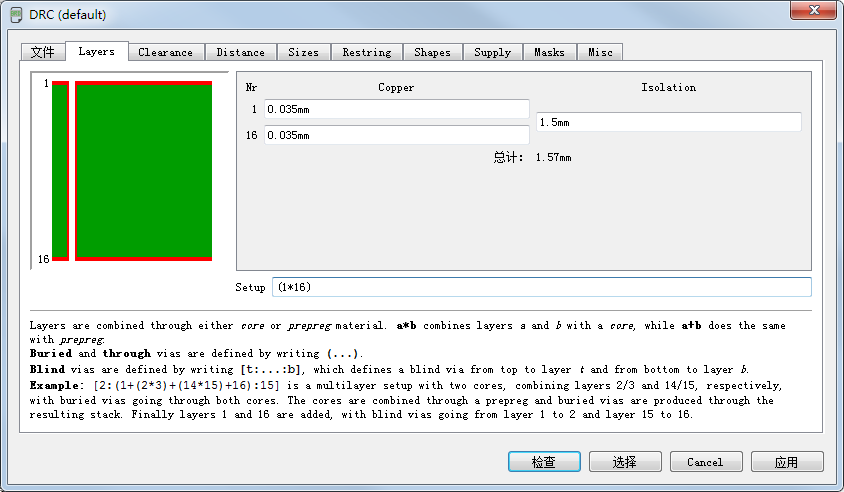 DRC (default)
文件 Layers Clearance Distance Sizes Restring Shapes Supply Masks Misc
Nr Copper Isolation
1
1 0.035mm
1.5mm
16 0.035mm
总计: 1.57mm
16
Setup (1*16)
Layers are combined through either core or prepreg material. a*b combines layers a and b with a core, while a+b does the same
with prepreg.
Buried and through vias are defined by writing (...).
Blind vias are defined by writing [t:...:b], which defines a blind via from top to layer t and from bottom to layer b.
Example: [2:(1+(2*3)+(14*15)+16):15] is a multilayer setup with two cores, combining layers 2/3 and 14/15, respectively,
with buried vias going through both cores. The cores are combined through a prepreg and buried vias are produced through the
resulting stack. Finally layers 1 and 16 are added, with blind vias going from layer 1 to 2 and layer 15 to 16.
检查 选择 Cancel 应用